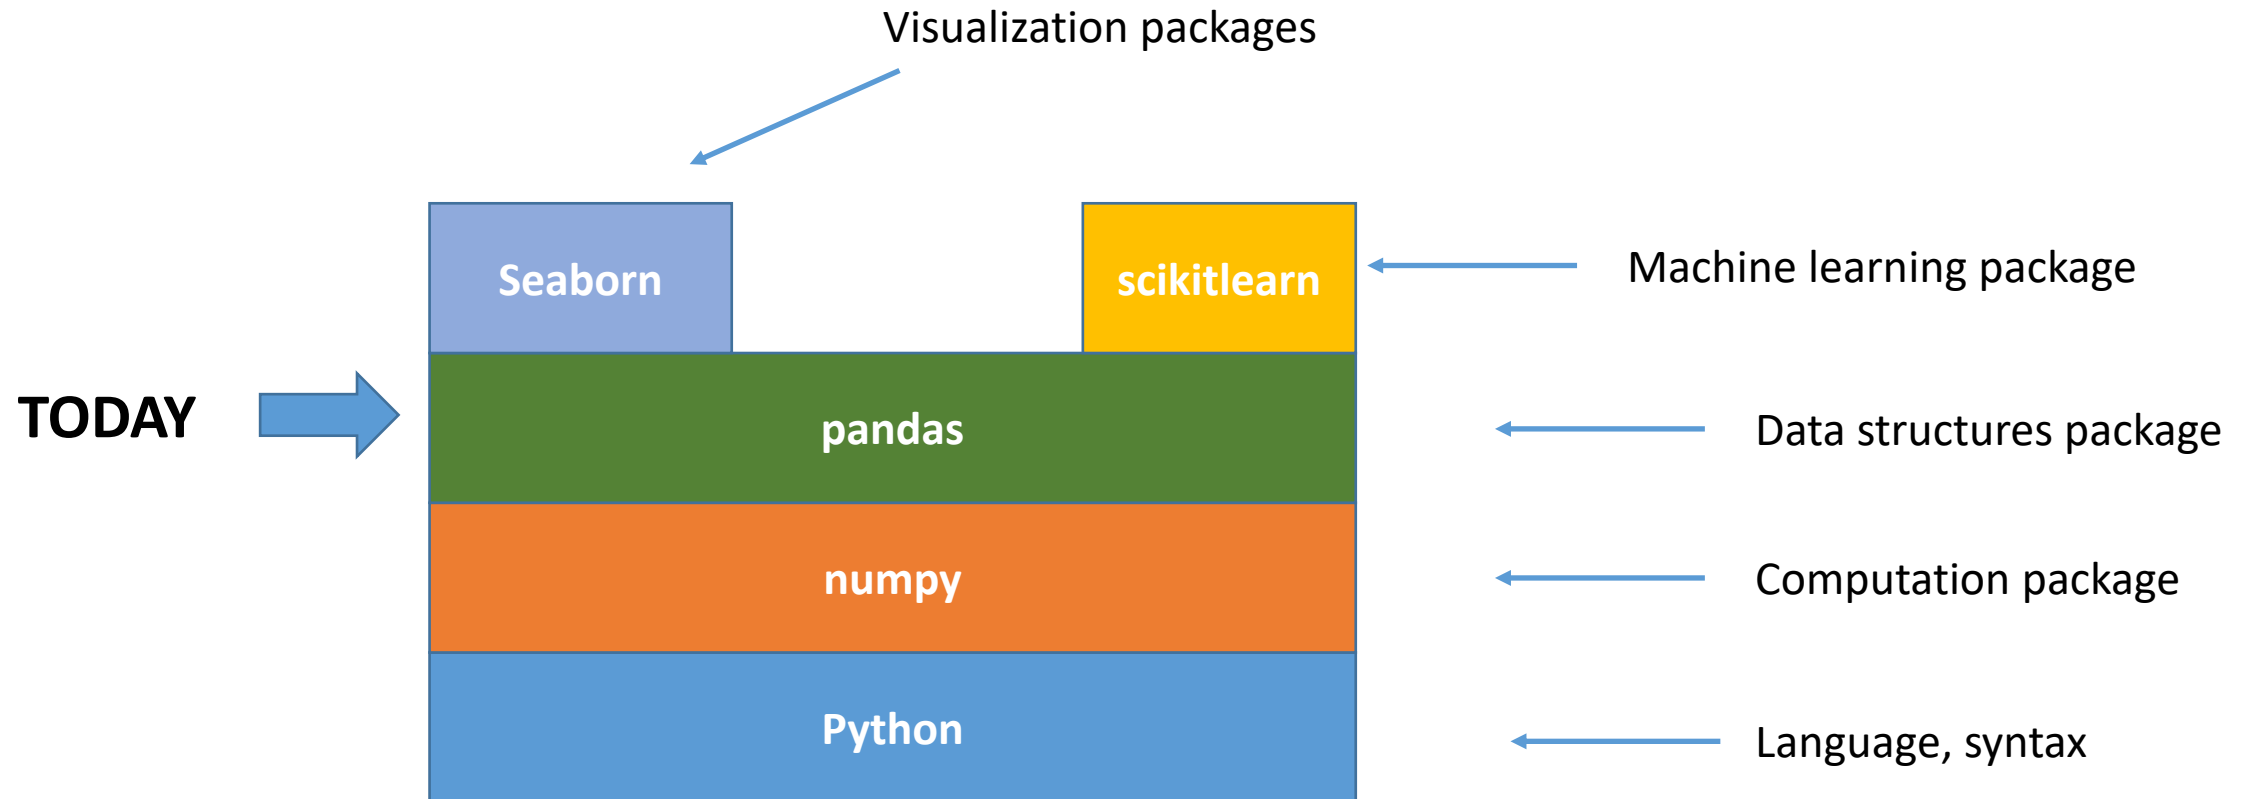 Visualization packages
Seaborn
scikitlearn
Machine learning package
TODAY
pandas
Data structures package
numpy
Computation package
Python
Language, syntax